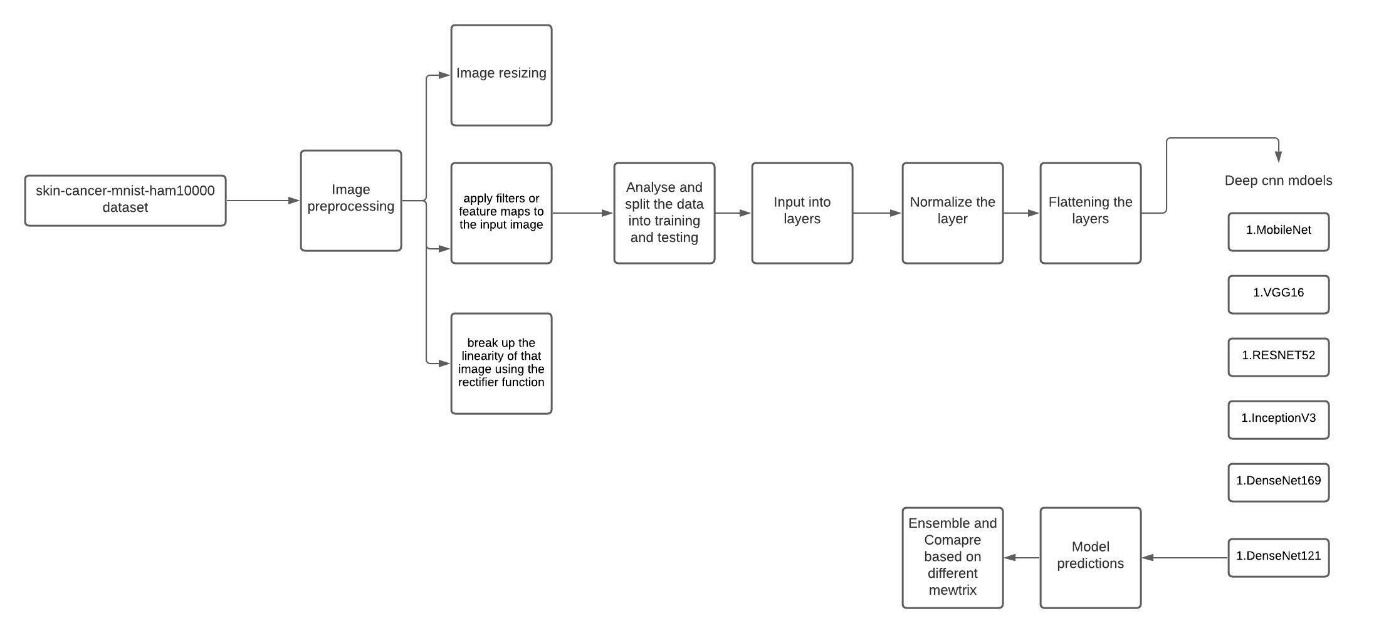 skin-cancer-mnist-ham10000
dataset
Image
preprocessing
Image resizing
apply filters or
feature maps to
the input image
break up the
linearity of that
image using the
rectifier function
Analyse and
split the data
into training
and testing
Input into
layers
Normalize the
layer
Flattening the
layers
Deep cnn mdoels
1.MobileNet
1.VGG16
1.RESNET52
1.InceptionV3
1.DenseNet169
1.DenseNet121
Model
predictions
Ensemble and
Comapre
based on
different
mewtrix